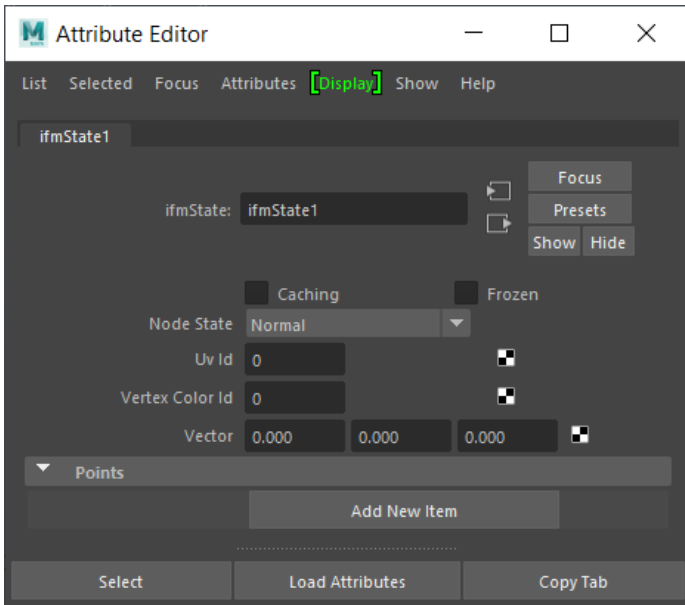 Attribute Editor
List Selected Focus Attributes [Display] Show Help
ifmState1
Focus
ifmState: ifmState1
Presets
Show Hide
Caching Frozen
Node State Normal
Uv Id 0
Vertex Color Id 0
Vector 0.000 0.000 0.000
Points
Add New Item
Select Load Attributes Copy Tab